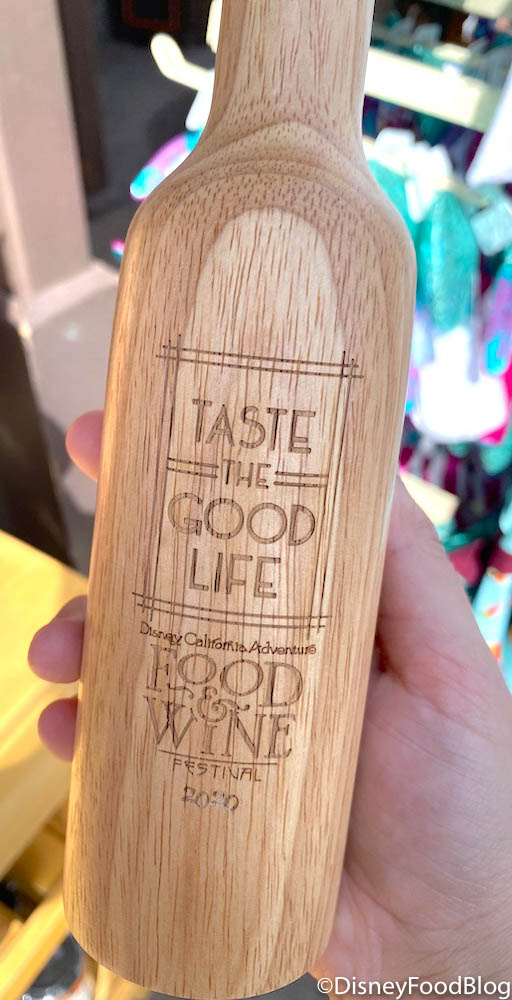 TASTE
THE
GOOD
LIFE
Disney California Adventure
FOOD
&
WINE
FESTIVAL
2020
©DisneyFoodBlog